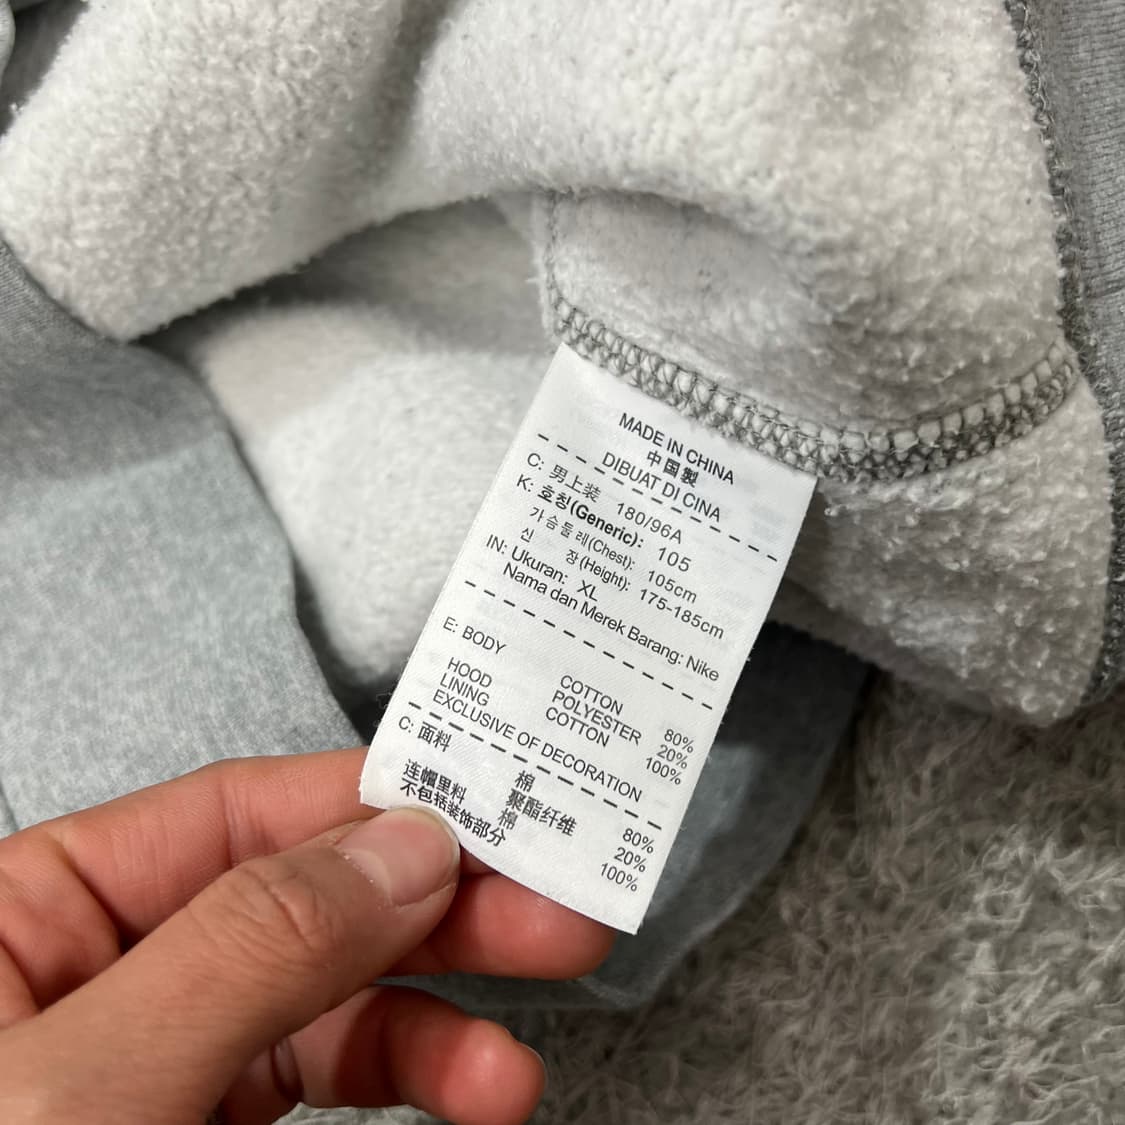 MADE IN CHINA
中国製
DIBUAT DI CINA
C: 男上装 180/96A
K: 호칭(Generic): 105
가슴둘레(Chest): 105cm
신 장(Height): 175-185cm
IN: Ukuran: XL
Nama dan Merek Barang: Nike
E: BODY COTTON 80%
POLYESTER 20%
HOOD LINING COTTON 100%
EXCLUSIVE OF DECORATION
C: 面料 棉 80%
聚酯纤维 20%
连帽里料 棉 100%
不包括装饰部分